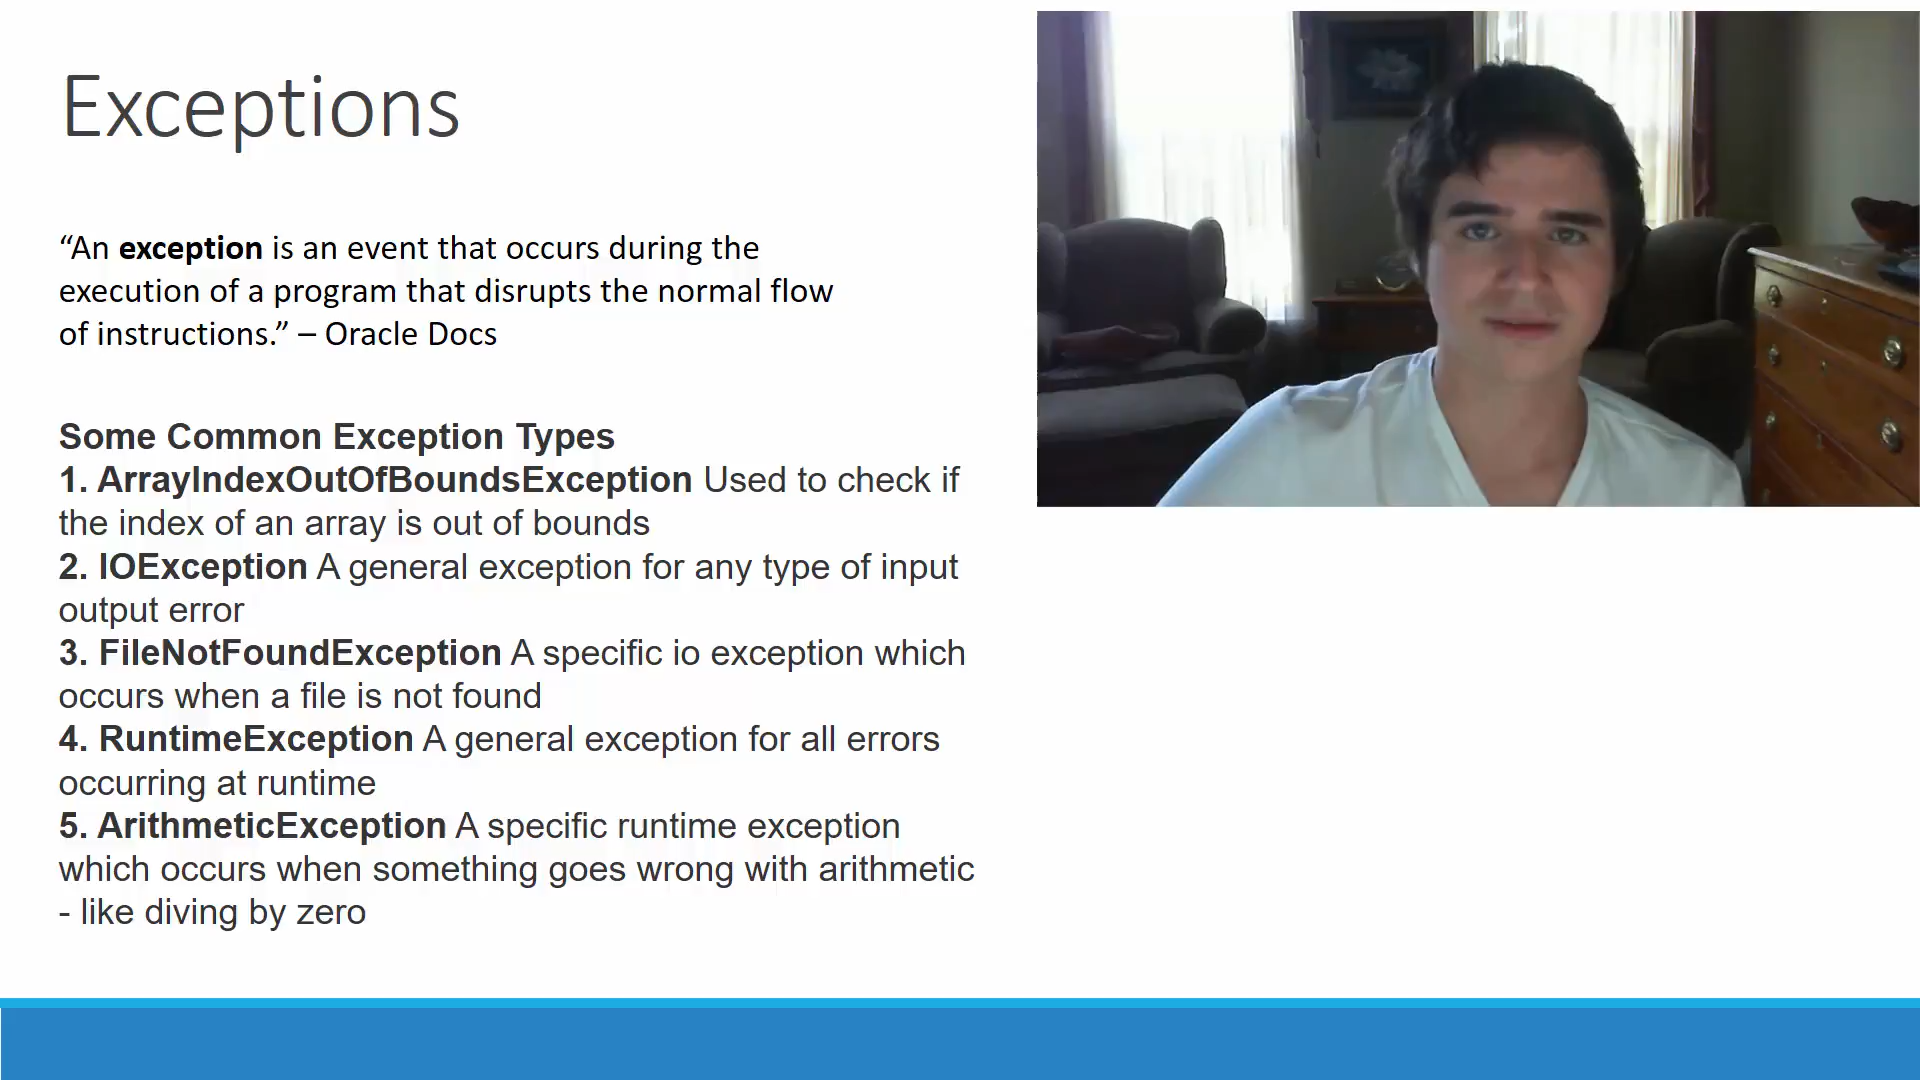 Exceptions
“An exception is an event that occurs during the
execution of a program that disrupts the normal flow
of instructions.” – Oracle Docs
Some Common Exception Types
1. ArrayIndexOutOfBoundsException Used to check if
the index of an array is out of bounds
2. IOException A general exception for any type of input
output error
3. FileNotFoundException A specific io exception which
occurs when a file is not found
4. RuntimeException A general exception for all errors
occurring at runtime
5. ArithmeticException A specific runtime exception
which occurs when something goes wrong with arithmetic
- like diving by zero